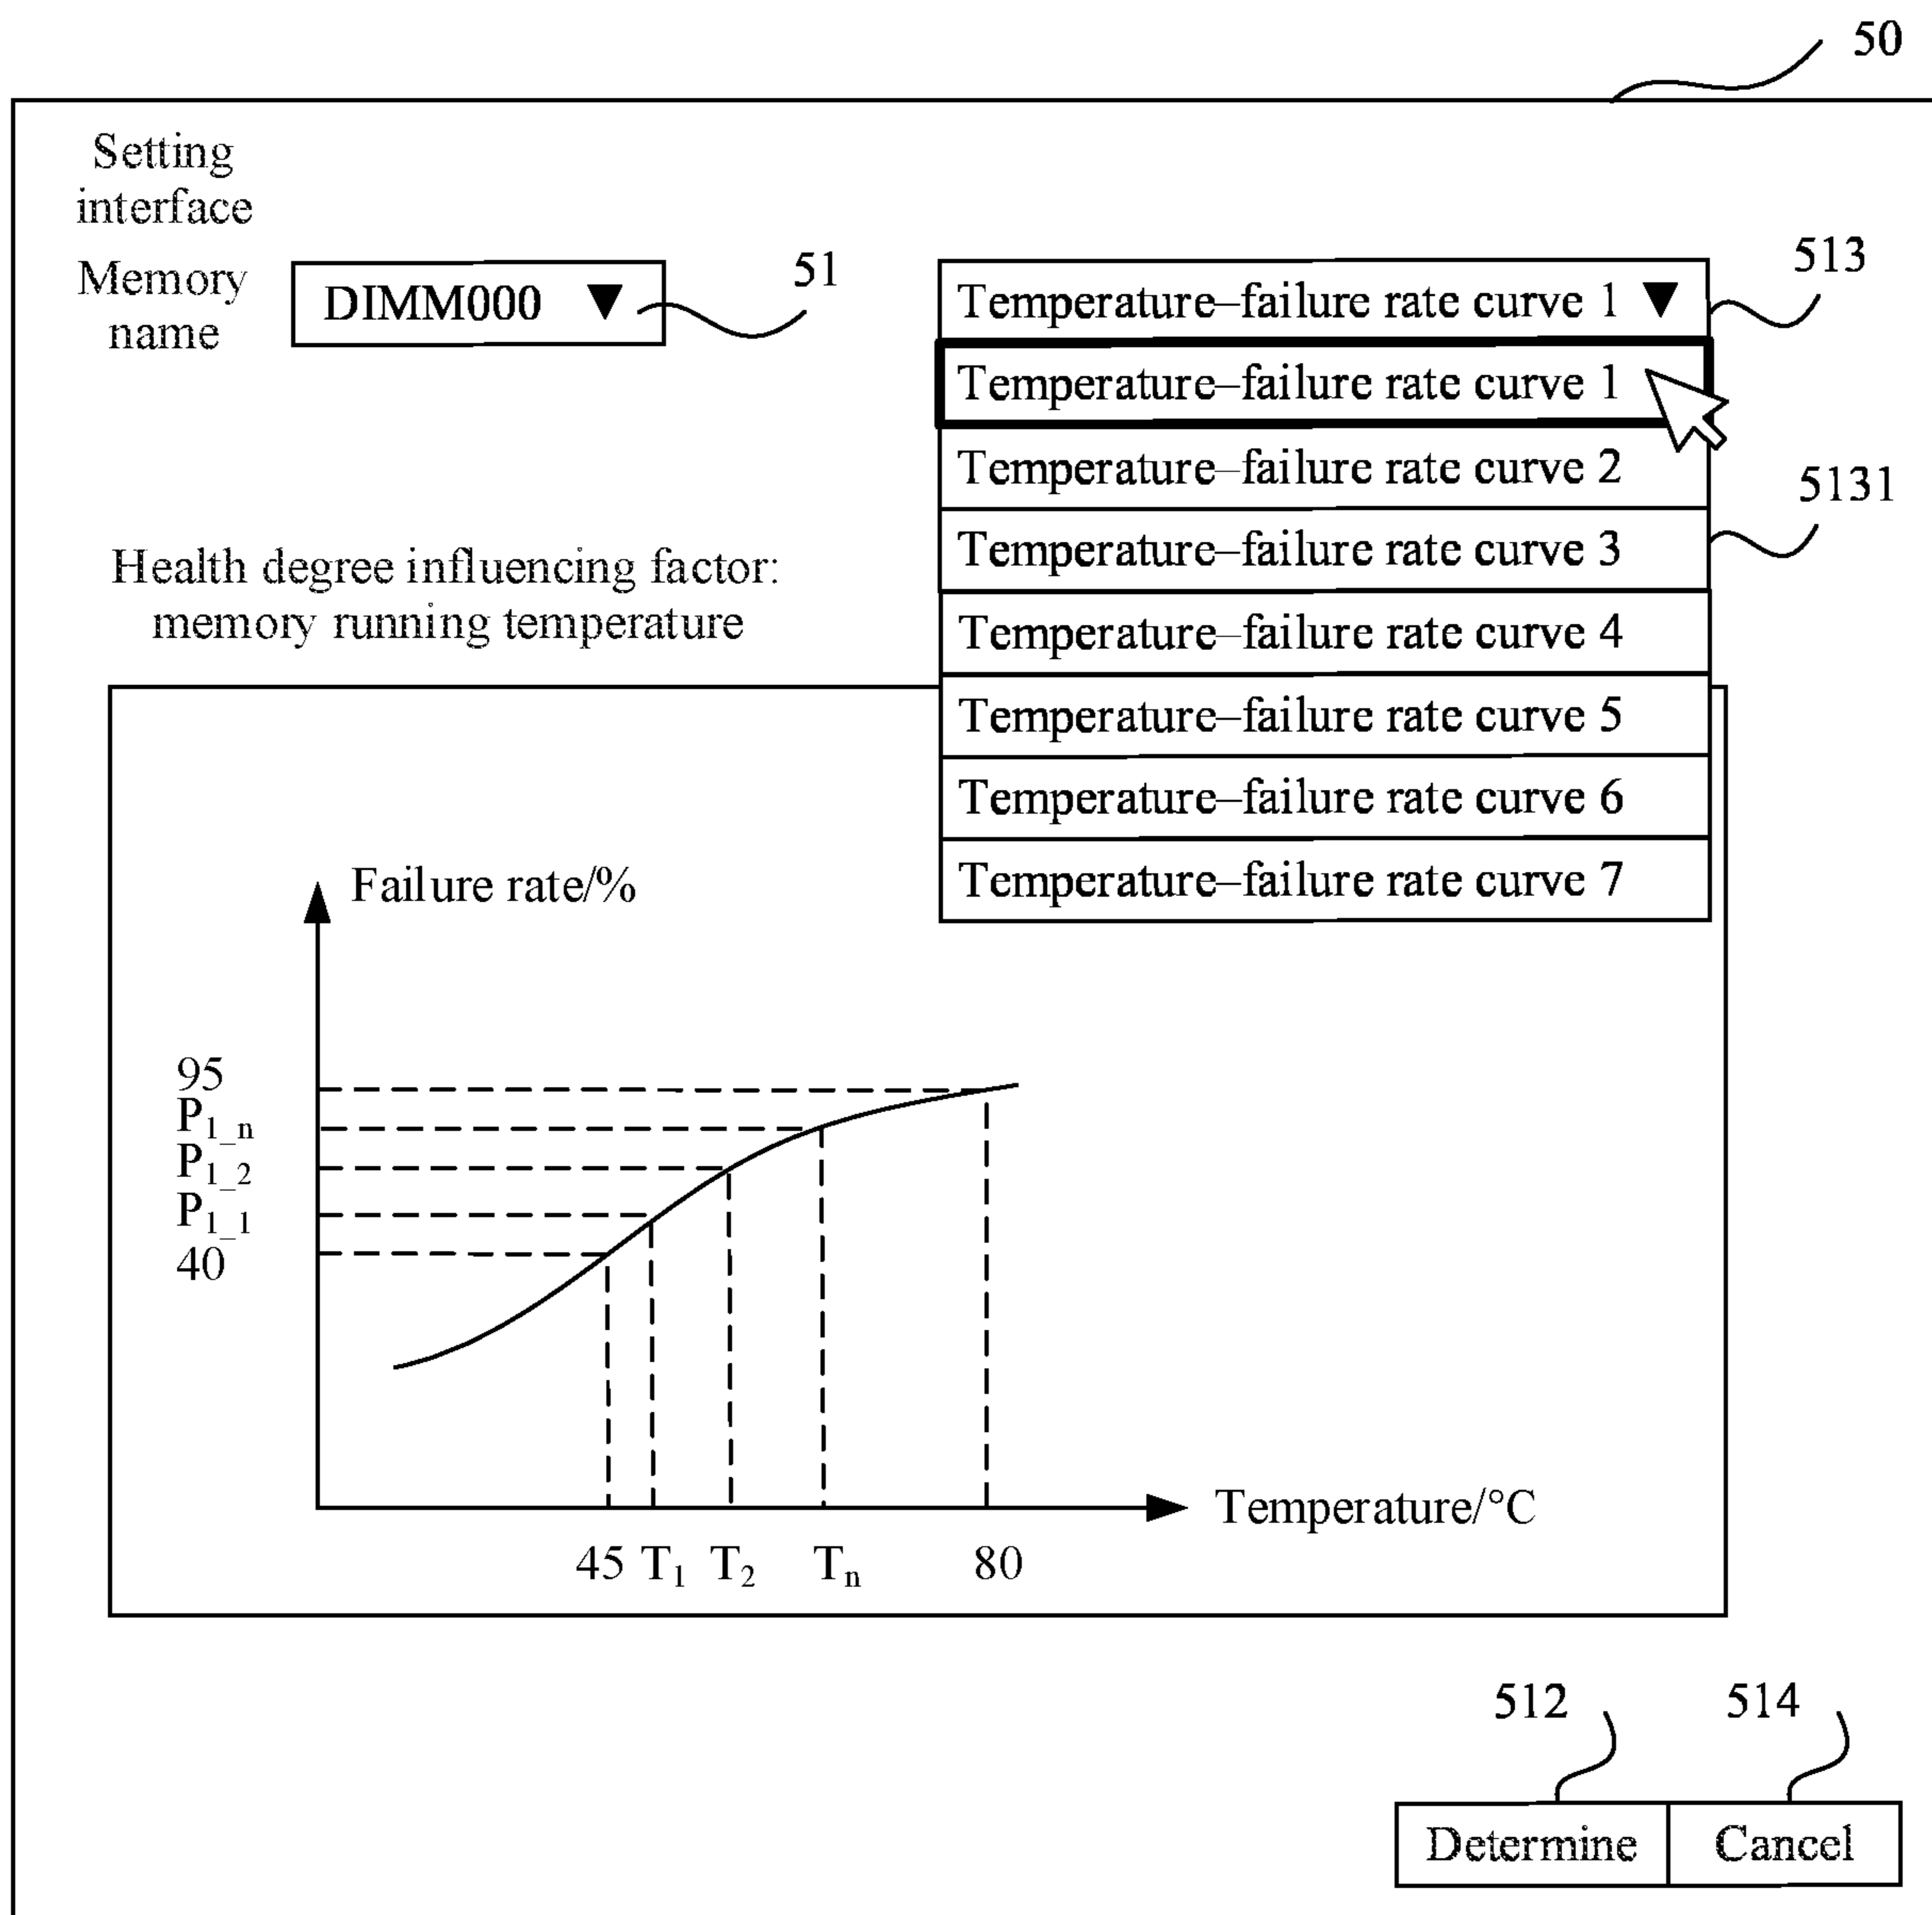 50
Setting
interface
Memory
name
DIMM000 ▼
51
Temperature–failure rate curve 1 ▼
513
Temperature–failure rate curve 1
Temperature–failure rate curve 2
Temperature–failure rate curve 3
5131
Temperature–failure rate curve 4
Temperature–failure rate curve 5
Temperature–failure rate curve 6
Temperature–failure rate curve 7
Health degree influencing factor:
memory running temperature
Failure rate/%
95
P1_n
P1_2
P1_1
40
Temperature/°C
45 T1 T2 Tn 80
512
514
Determine
Cancel